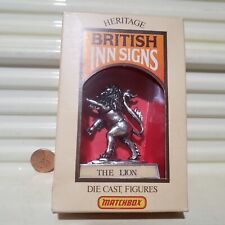 HERITAGE
BRITISH
INN SIGNS
THE LION
DIE CAST FIGURES
MATCHBOX